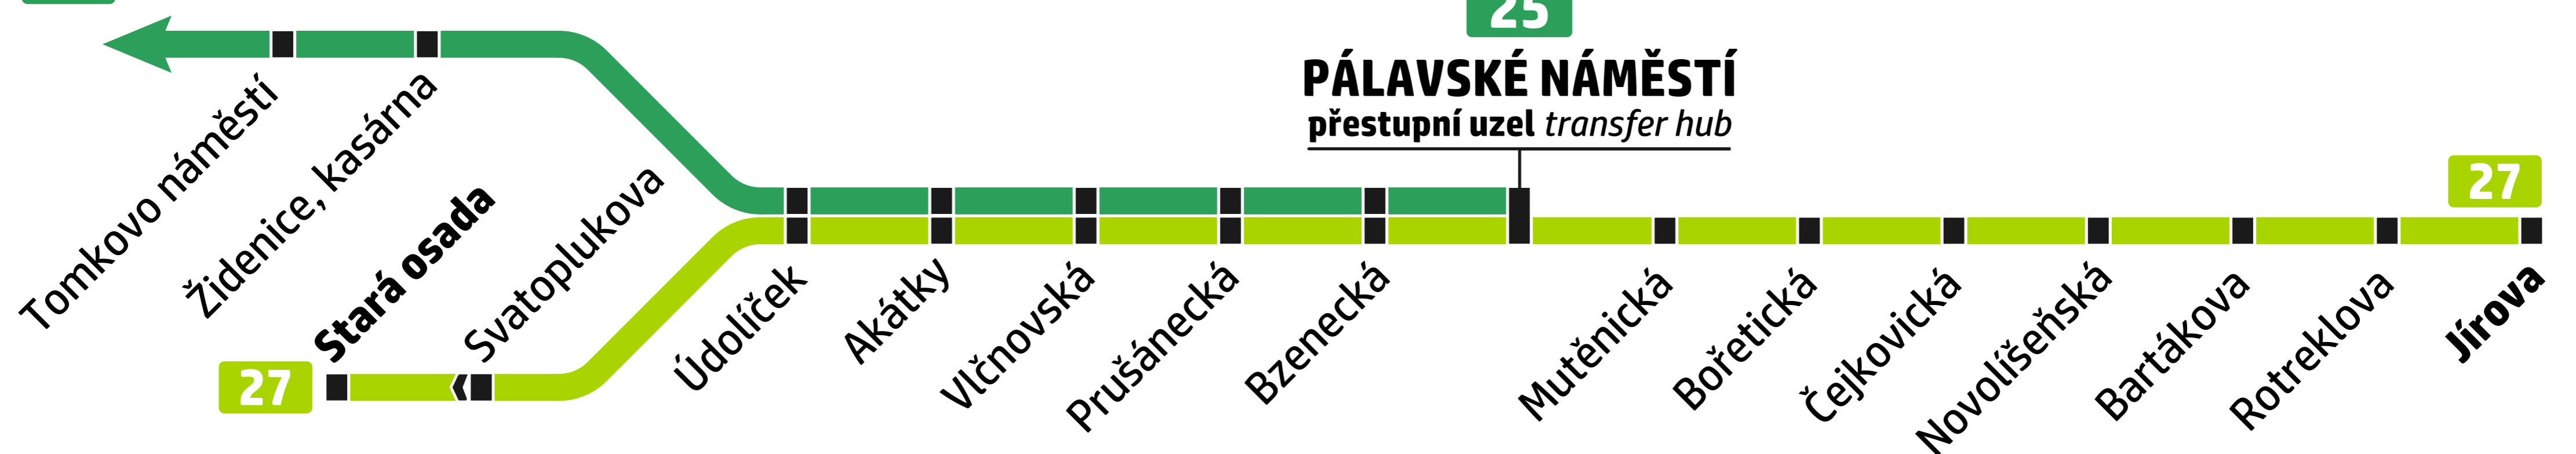 25
PÁLAVSKÉ NÁMĚSTÍ
přestupní uzel transfer hub
27
Tomkovo náměstí
Židenice, kasárna
Stará osada
Svatoplukova
27
Údolíček
Akátky
Vlčnovská
Prušánecká
Bzenecká
Mutěnická
Bořetická
Čejkovická
Novolíšeňská
Bartákova
Rotreklova
Jírova